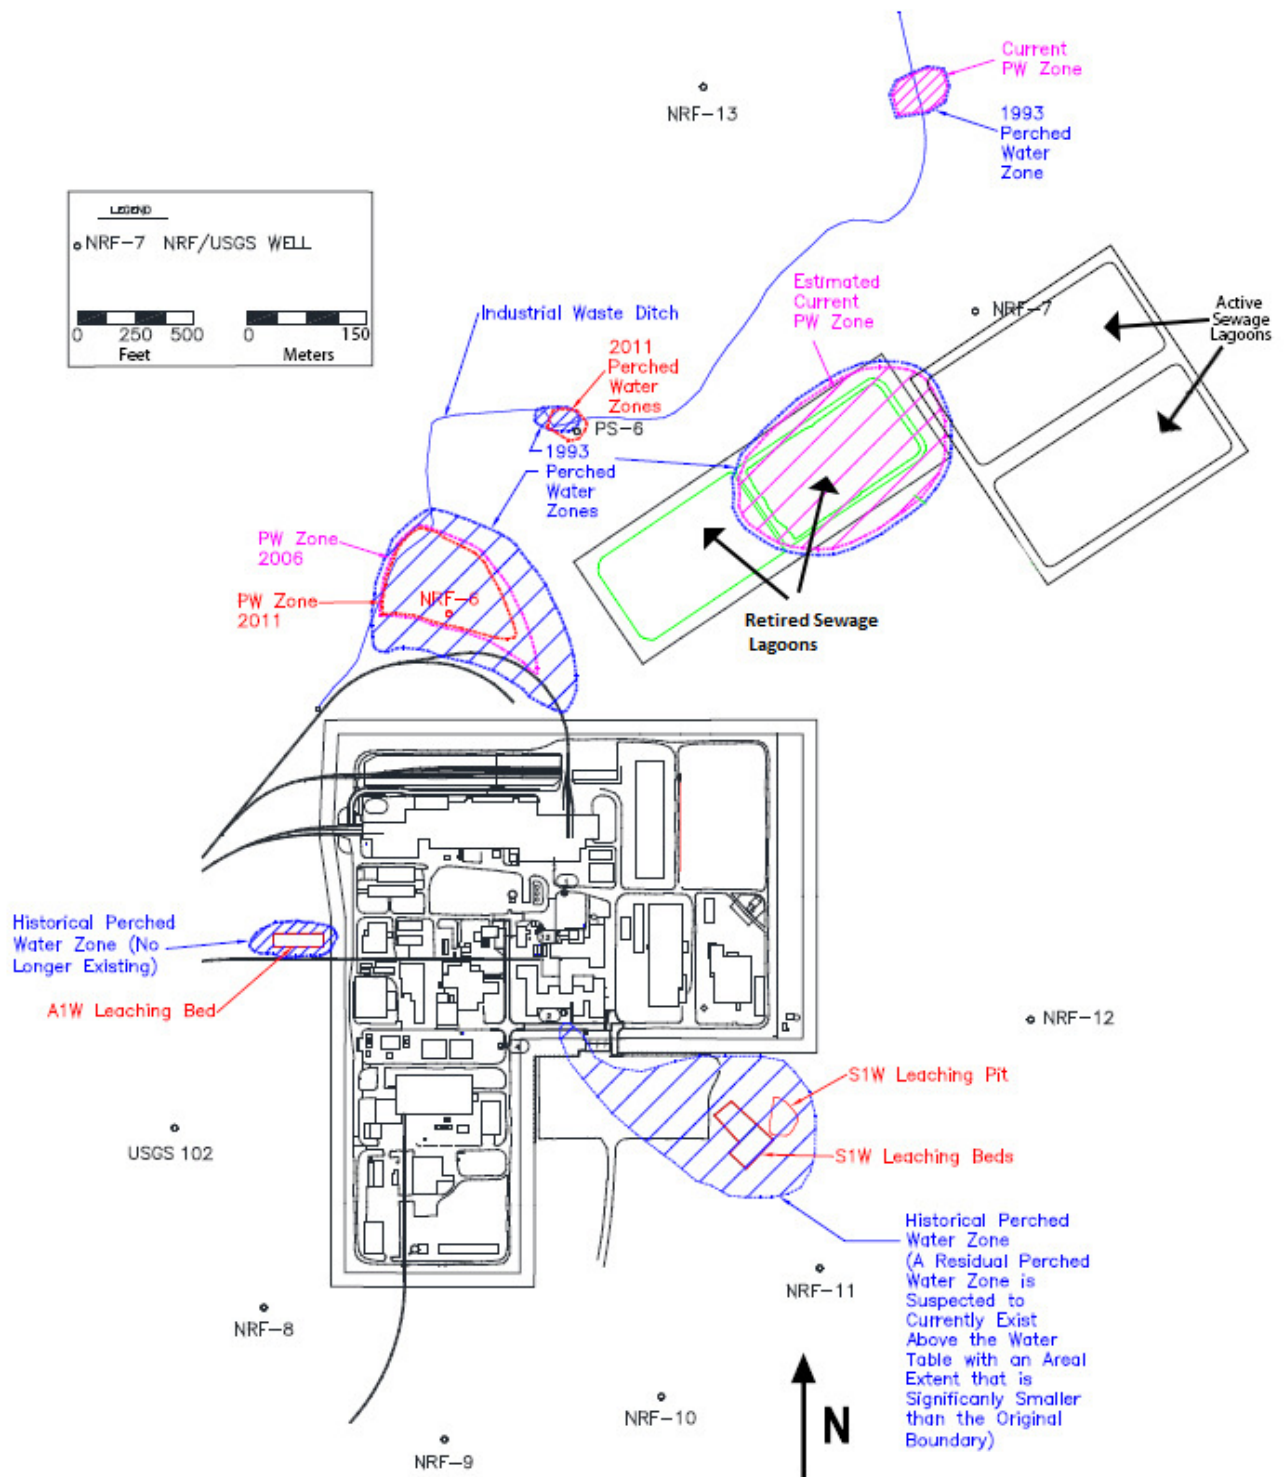 Current
PW Zone
NRF-13
1993
Perched
Water
Zone
LEGEND
NRF-7 NRF/USGS WELL
0 250 500
Feet
0 150
Meters
Estimated
Current
PW Zone
NRF-7
Active
Sewage
Lagoons
Industrial Waste Ditch
2011
Perched
Water
Zones
PS-6
1993
Perched
Water
Zones
PW Zone
2006
PW Zone
2011
NRF-6
Retired Sewage
Lagoons
Historical Perched
Water Zone (No
Longer Existing)
A1W Leaching Bed
NRF-12
S1W Leaching Pit
USGS 102
S1W Leaching Beds
Historical Perched
Water Zone
(A Residual Perched
Water Zone is
Suspected to
Currently Exist
Above the Water
Table with an Areal
Extent that is
Significanly Smaller
than the Original
Boundary)
NRF-11
NRF-8
NRF-10
N
NRF-9